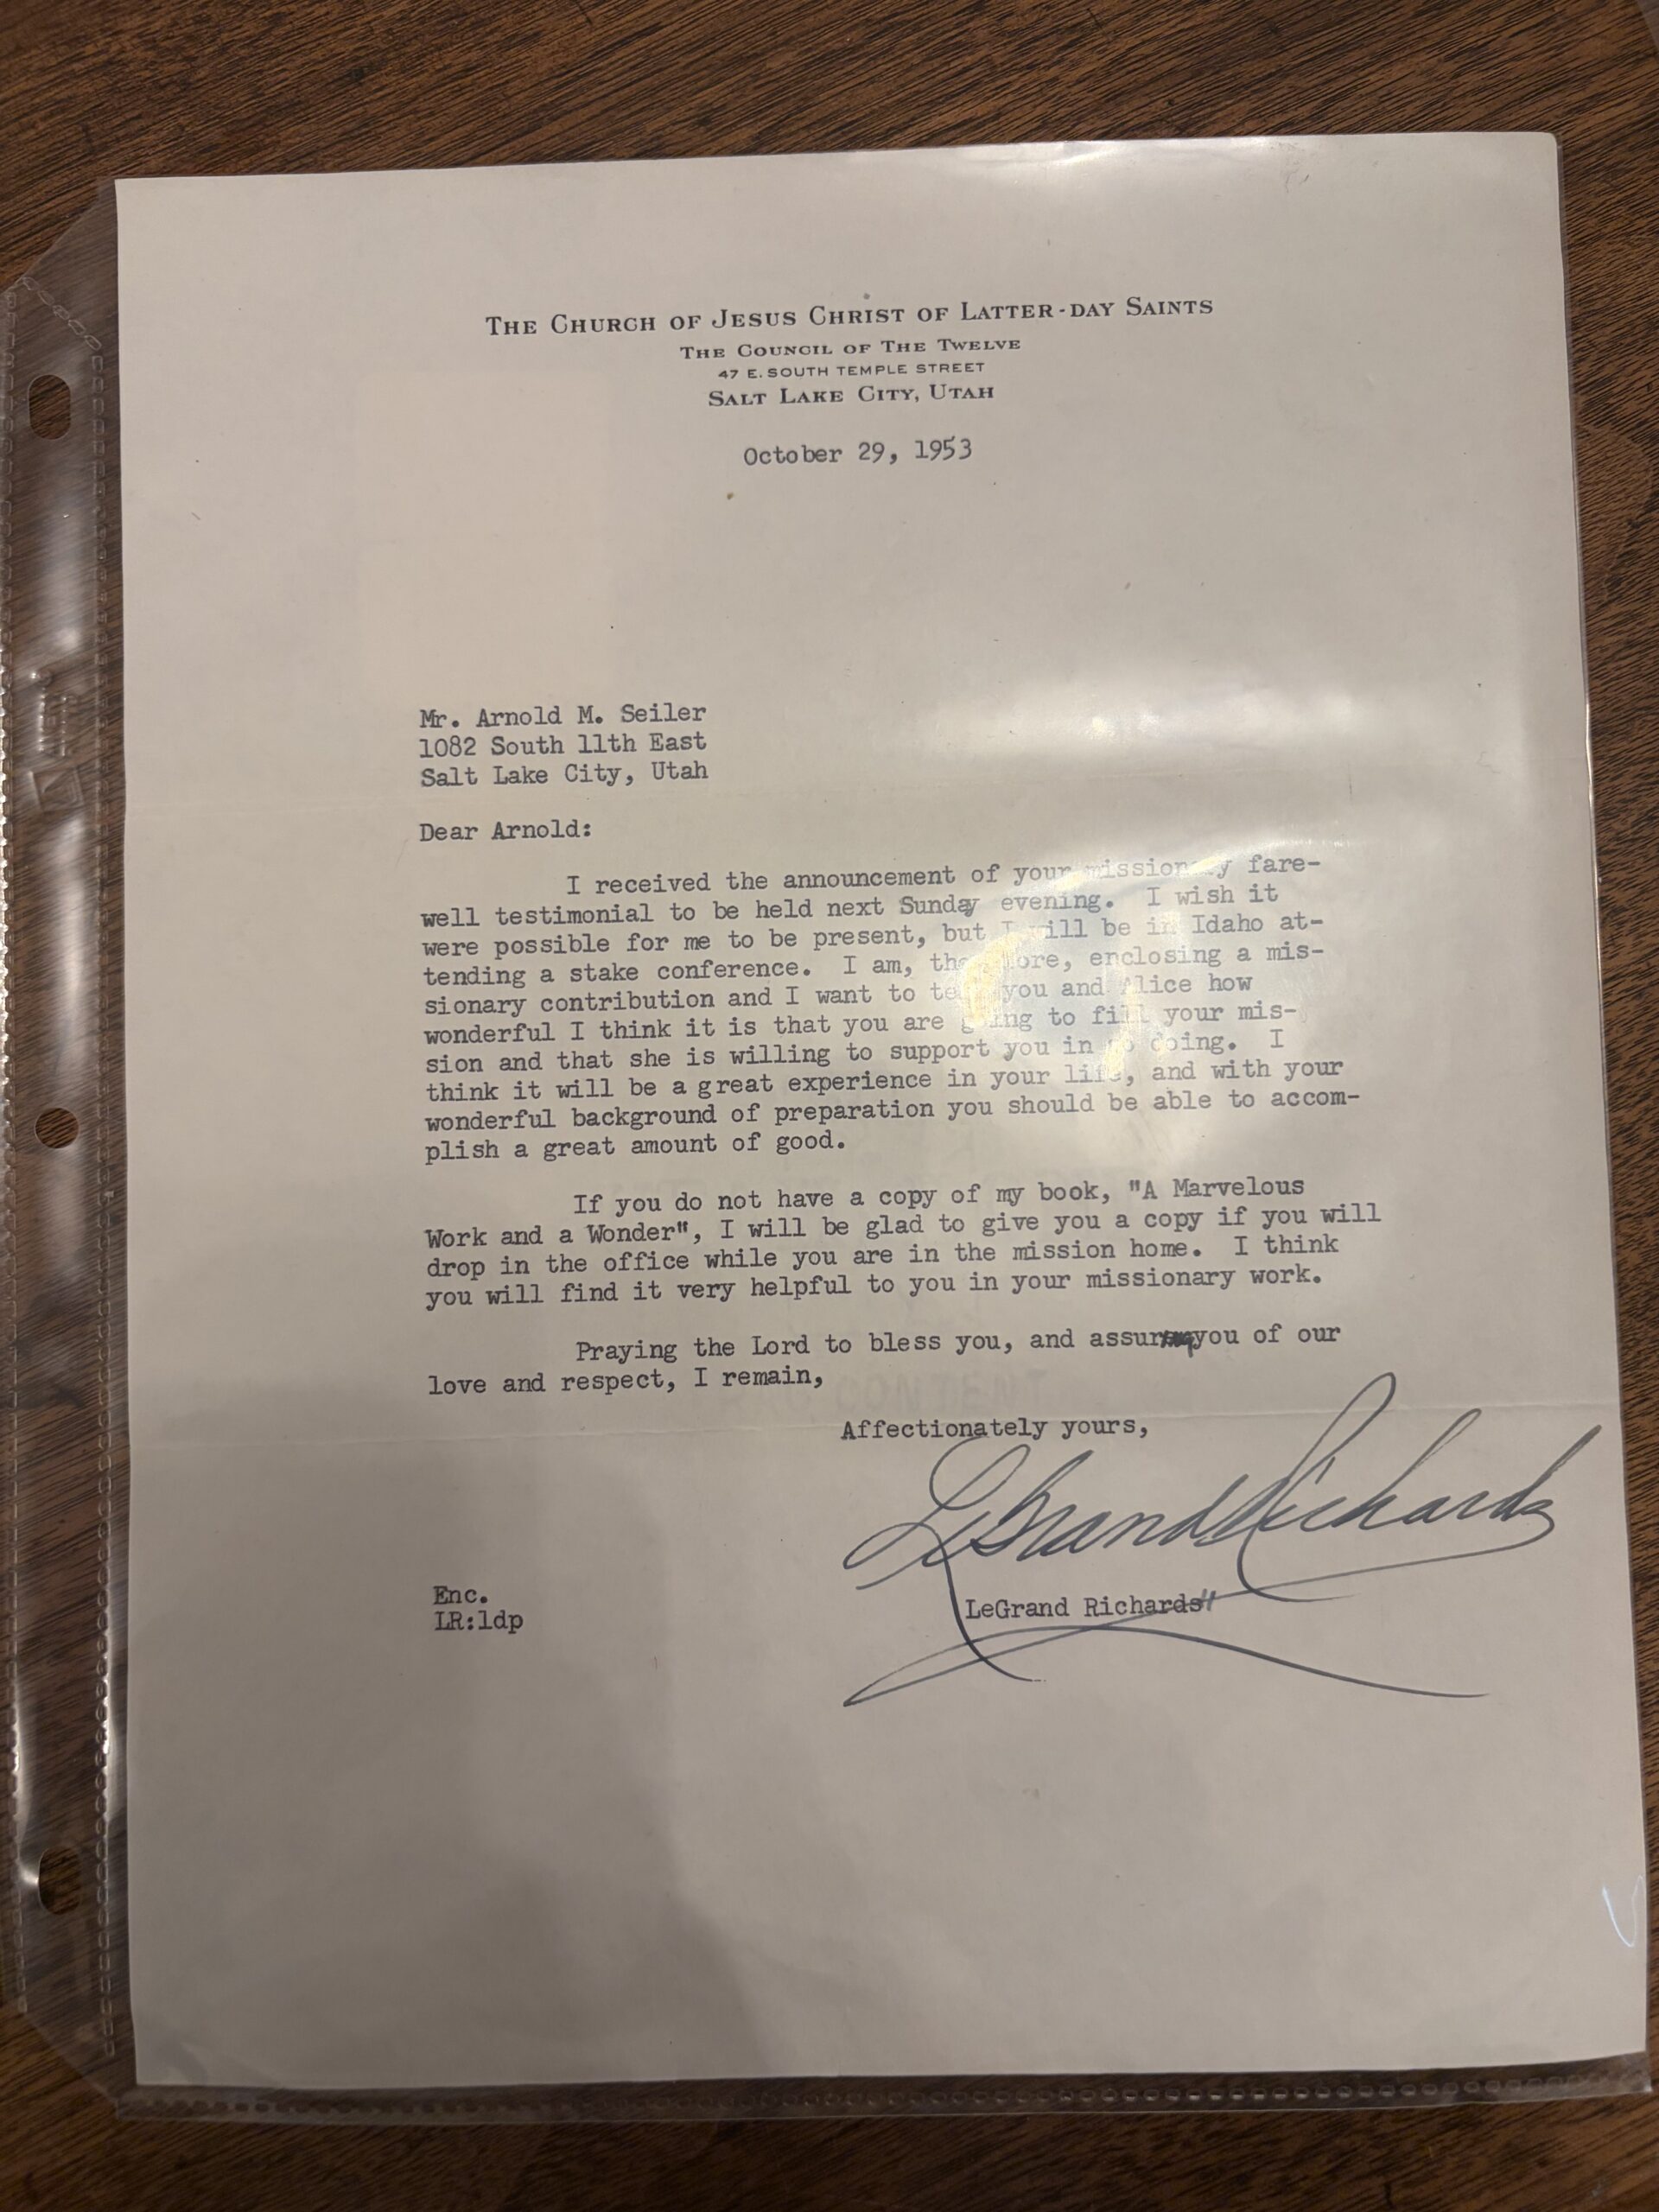 THE CHURCH OF JESUS CHRIST OF LATTER-DAY SAINTS
THE COUNCIL OF THE TWELVE
47 E. SOUTH TEMPLE STREET
SALT LAKE CITY, UTAH
October 29, 1953
Mr. Arnold M. Seiler
1082 South 11th East
Salt Lake City, Utah
Dear Arnold:
I received the announcement of your missionary fare-
well testimonial to be held next Sunday evening. I wish it
were possible for me to be present, but I will be in Idaho at-
tending a stake conference. I am, therefore, enclosing a mis-
sionary contribution and I want to tell you and Alice how
wonderful I think it is that you are going to fill your mis-
sion and that she is willing to support you in so doing. I
think it will be a great experience in your life, and with your
wonderful background of preparation you should be able to accom-
plish a great amount of good.
If you do not have a copy of my book, "A Marvelous
Work and a Wonder", I will be glad to give you a copy if you will
drop in the office while you are in the mission home. I think
you will find it very helpful to you in your missionary work.
Praying the Lord to bless you, and assuring you of our
love and respect, I remain,
Affectionately yours,
LeGrand Richards
Enc.
LeGrand Richards
LR:ldp